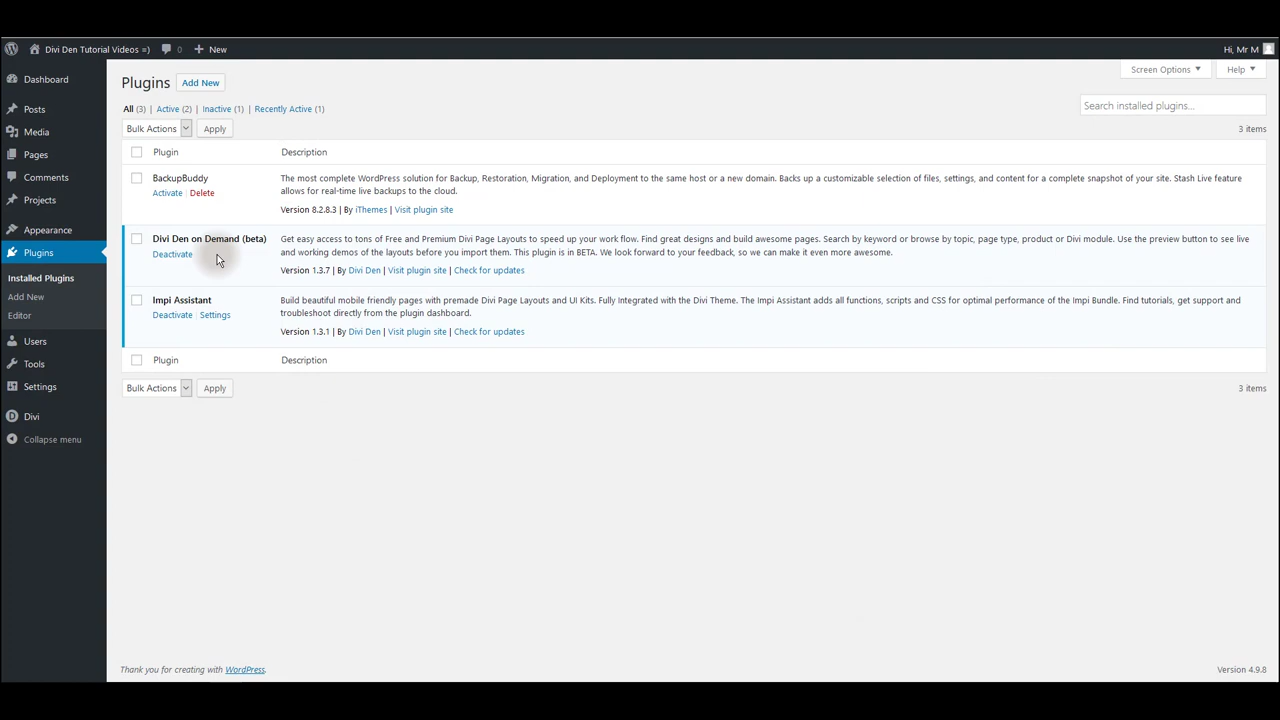 Divi Den Tutorial Videos =) 0 New Hi, Mr M
Dashboard
Posts
Media
Pages
Comments
Projects
Appearance
Plugins
Installed Plugins
Add New
Editor
Users
Tools
Settings
Divi
Collapse menu
Screen Options Help
Plugins Add New
All (3) | Active (2) | Inactive (1) | Recently Active (1)
Search installed plugins...
Bulk Actions Apply 3 items
Plugin Description
BackupBuddy
Activate | Delete
The most complete WordPress solution for Backup, Restoration, Migration, and Deployment to the same host or a new domain. Backs up a customizable selection of files, settings, and content for a complete snapshot of your site. Stash Live feature
allows for real-time live backups to the cloud.
Version 8.2.8.3 | By iThemes | Visit plugin site
Divi Den on Demand (beta)
Deactivate
Get easy access to tons of Free and Premium Divi Page Layouts to speed up your work flow. Find great designs and build awesome pages. Search by keyword or browse by topic, page type, product or Divi module. Use the preview button to see live
and working demos of the layouts before you import them. This plugin is in BETA. We look forward to your feedback, so we can make it even more awesome.
Version 1.3.7 | By Divi Den | Visit plugin site | Check for updates
Impi Assistant
Deactivate | Settings
Build beautiful mobile friendly pages with premade Divi Page Layouts and UI Kits. Fully Integrated with the Divi Theme. The Impi Assistant adds all functions, scripts and CSS for optimal performance of the Impi Bundle. Find tutorials, get support and
troubleshoot directly from the plugin dashboard.
Version 1.3.1 | By Divi Den | Visit plugin site | Check for updates
Plugin Description
Bulk Actions Apply 3 items
Thank you for creating with WordPress. Version 4.9.8